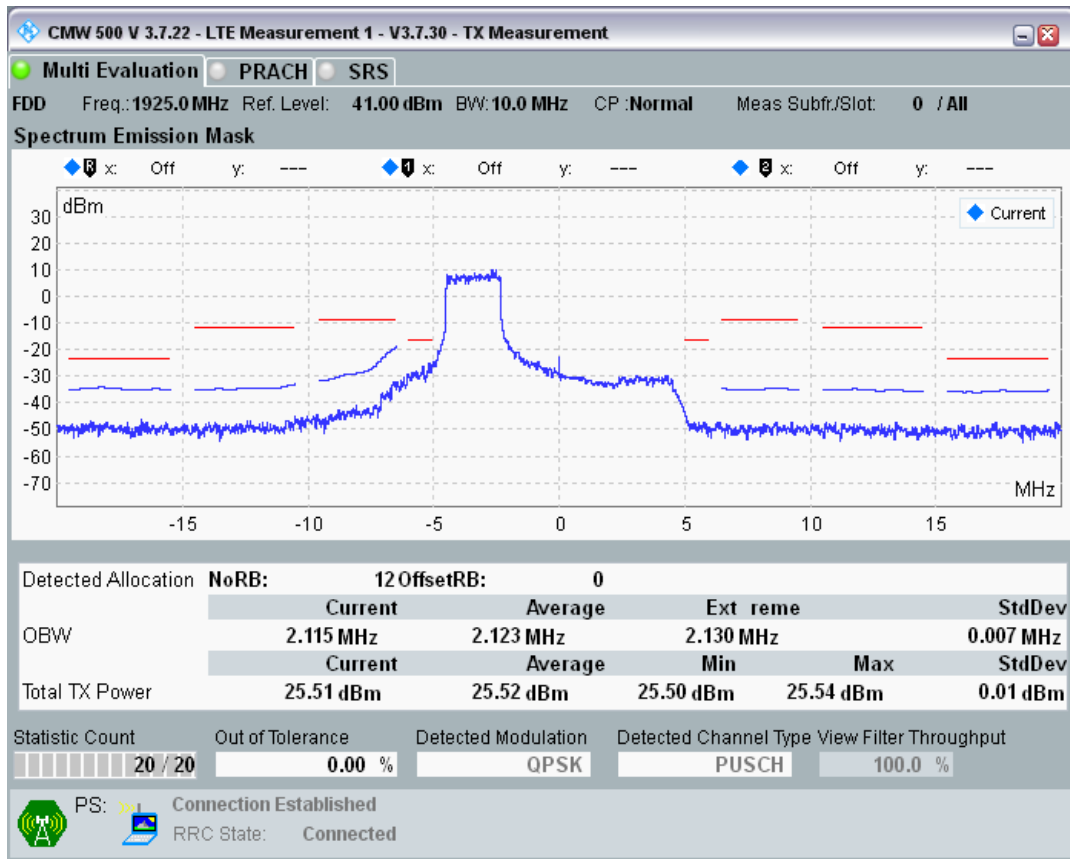 CMW 500 V 3.7.22 - LTE Measurement 1 - V3.7.30 - TX Measurement
Multi Evaluation PRACH SRS
FDD Freq.: 1925.0 MHz Ref. Level: 41.00 dBm BW: 10.0 MHz CP :Normal Meas Subfr./Slot: 0 / All
Spectrum Emission Mask
R x: Off y: --- 1 x: Off y: --- 2 x: Off y: ---
dBm
Current
30
20
10
0
-10
-20
-30
-40
-50
-60
-70
MHz
-15 -10 -5 0 5 10 15
Detected Allocation NoRB: 12 OffsetRB: 0
Current Average Ext reme StdDev
OBW 2.115 MHz 2.123 MHz 2.130 MHz 0.007 MHz
Current Average Min Max StdDev
Total TX Power 25.51 dBm 25.52 dBm 25.50 dBm 25.54 dBm 0.01 dBm
Statistic Count Out of Tolerance Detected Modulation Detected Channel Type View Filter Throughput
20 / 20 0.00 % QPSK PUSCH 100.0 %
PS: Connection Established
RRC State: Connected